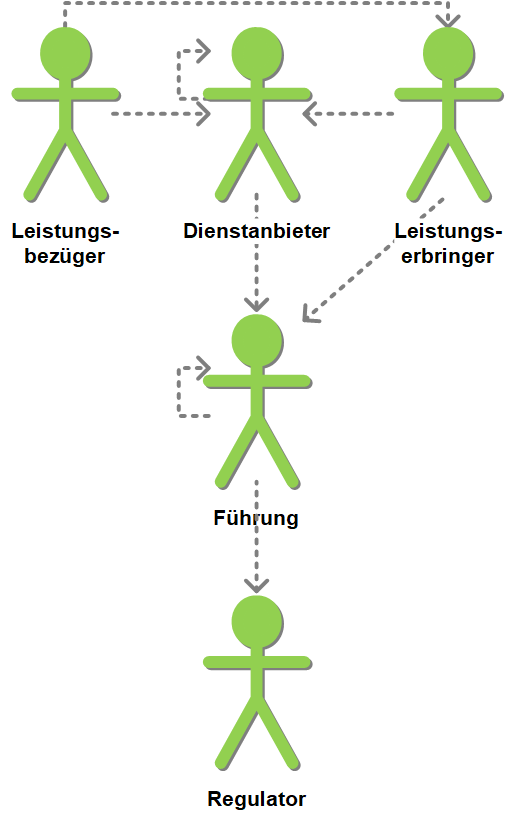 Leistungs-
bezüger
Dienstanbieter
Leistungs-
erbringer
Führung
Regulator